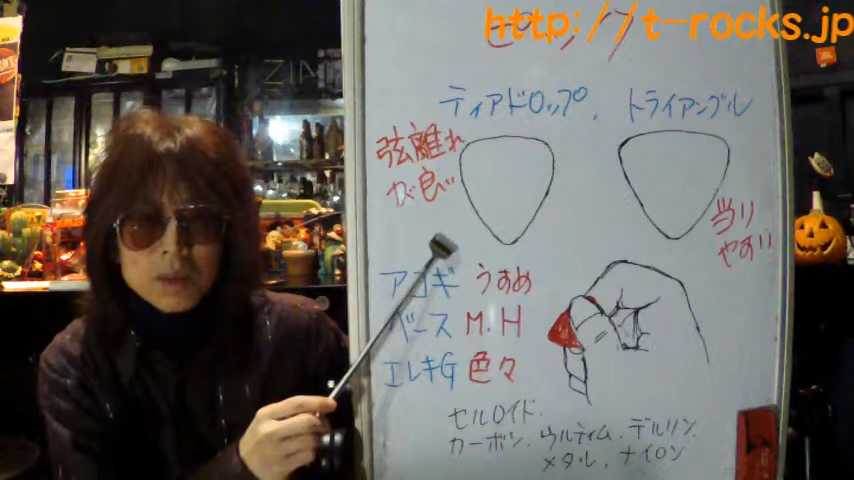 http://t-rocks.jp
ピック
ティアドロップ、トライアングル
弦離れ
が良い
当り
やすい
アコギ うすめ
ベース M.H
エレキG 色々
セルロイド.
カーボン.ウルティム.デルリン.
メタル.ナイロン